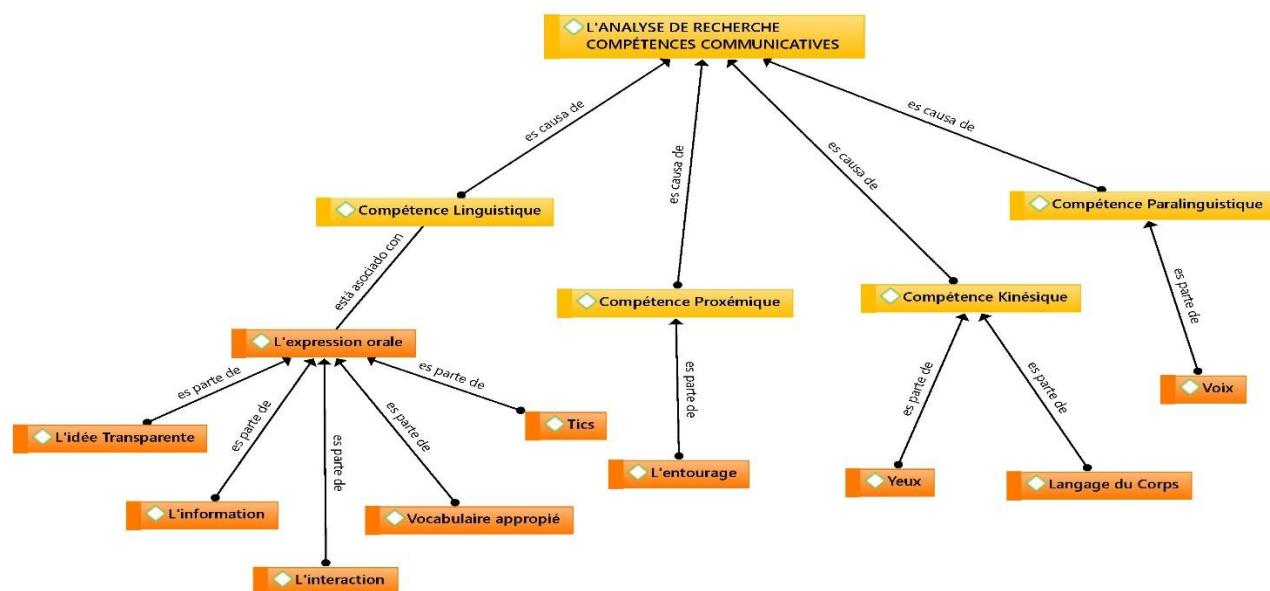 L'ANALYSE DE RECHERCHE
COMPÉTENCES COMMUNICATIVES
es causa de
es causa de
es causa de
es causa de
Compétence Linguistique
Compétence Paralinguistique
está asociado con
Compétence Proxémique
Compétence Kinésique
es parte de
L'expression orale
es parte de
es parte de
es parte de
es parte de
es parte de
es parte de
es parte de
es parte de
es parte de
Voix
L'idée Transparente
Tics
L'entourage
Yeux
Langage du Corps
L'information
Vocabulaire appropié
L'interaction